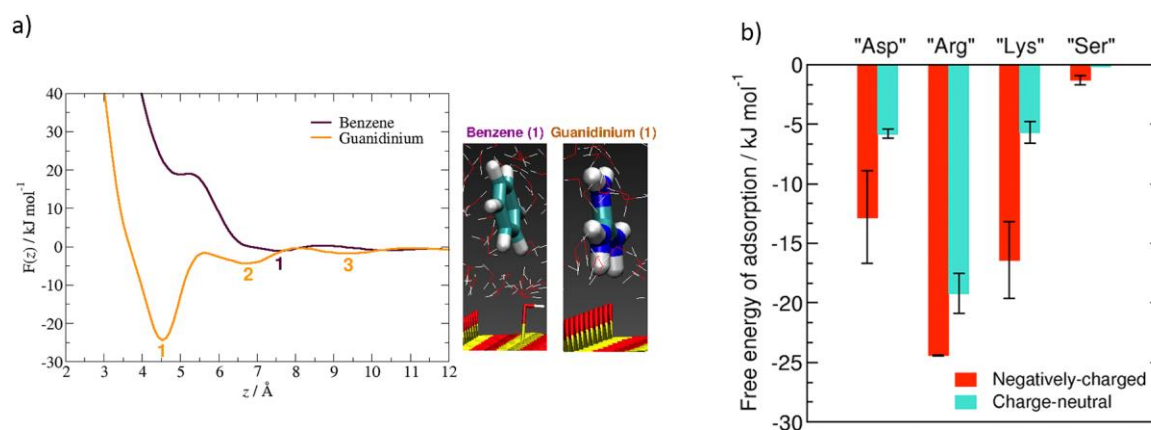 a)
40
30
20
10
0
-10
-20
-30
F(z) / kJ mol⁻¹
Benzene
Guanidinium
1
2
1
3
2 3 4 5 6 7 8 9 10 11 12
z / Å
Benzene (1) Guanidinium (1)
b)
"Asp" "Arg" "Lys" "Ser"
0
-5
-10
-15
-20
-25
-30
Free energy of adsorption / kJ mol⁻¹
Negatively-charged
Charge-neutral